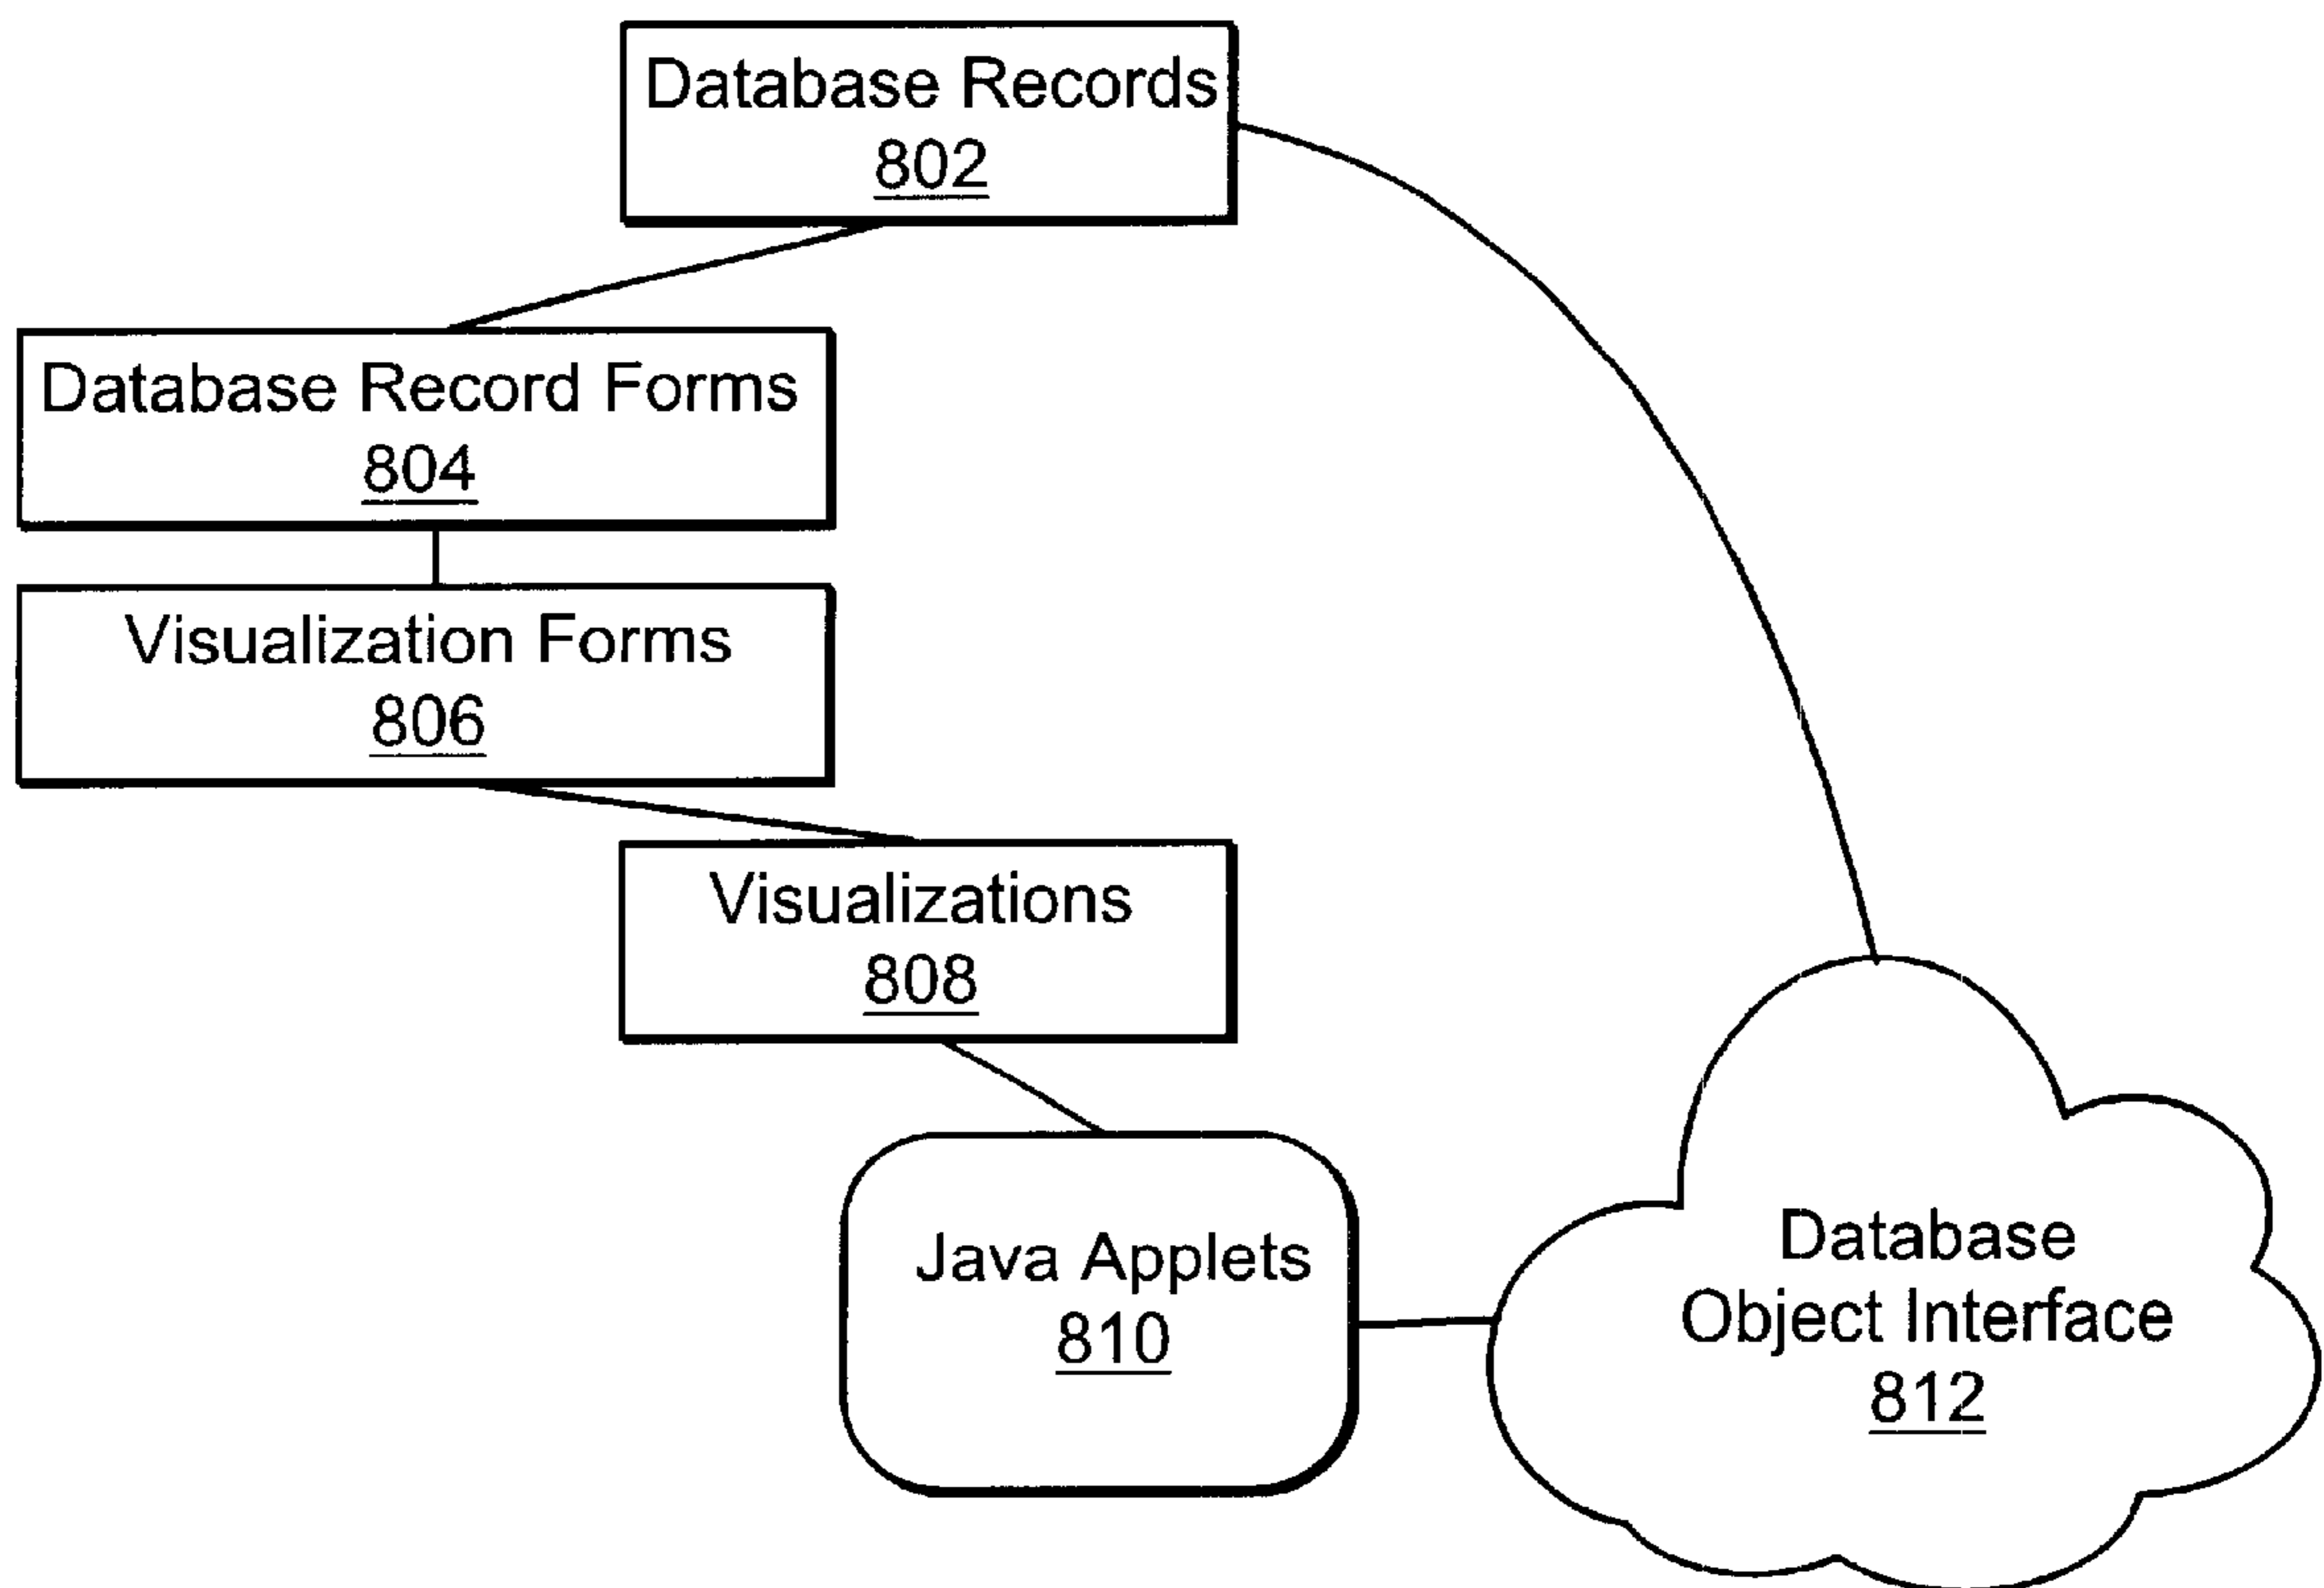 Database Records
802
Database Record Forms
804
Visualization Forms
806
Visualizations
808
Java Applets
810
Database
Object Interface
812